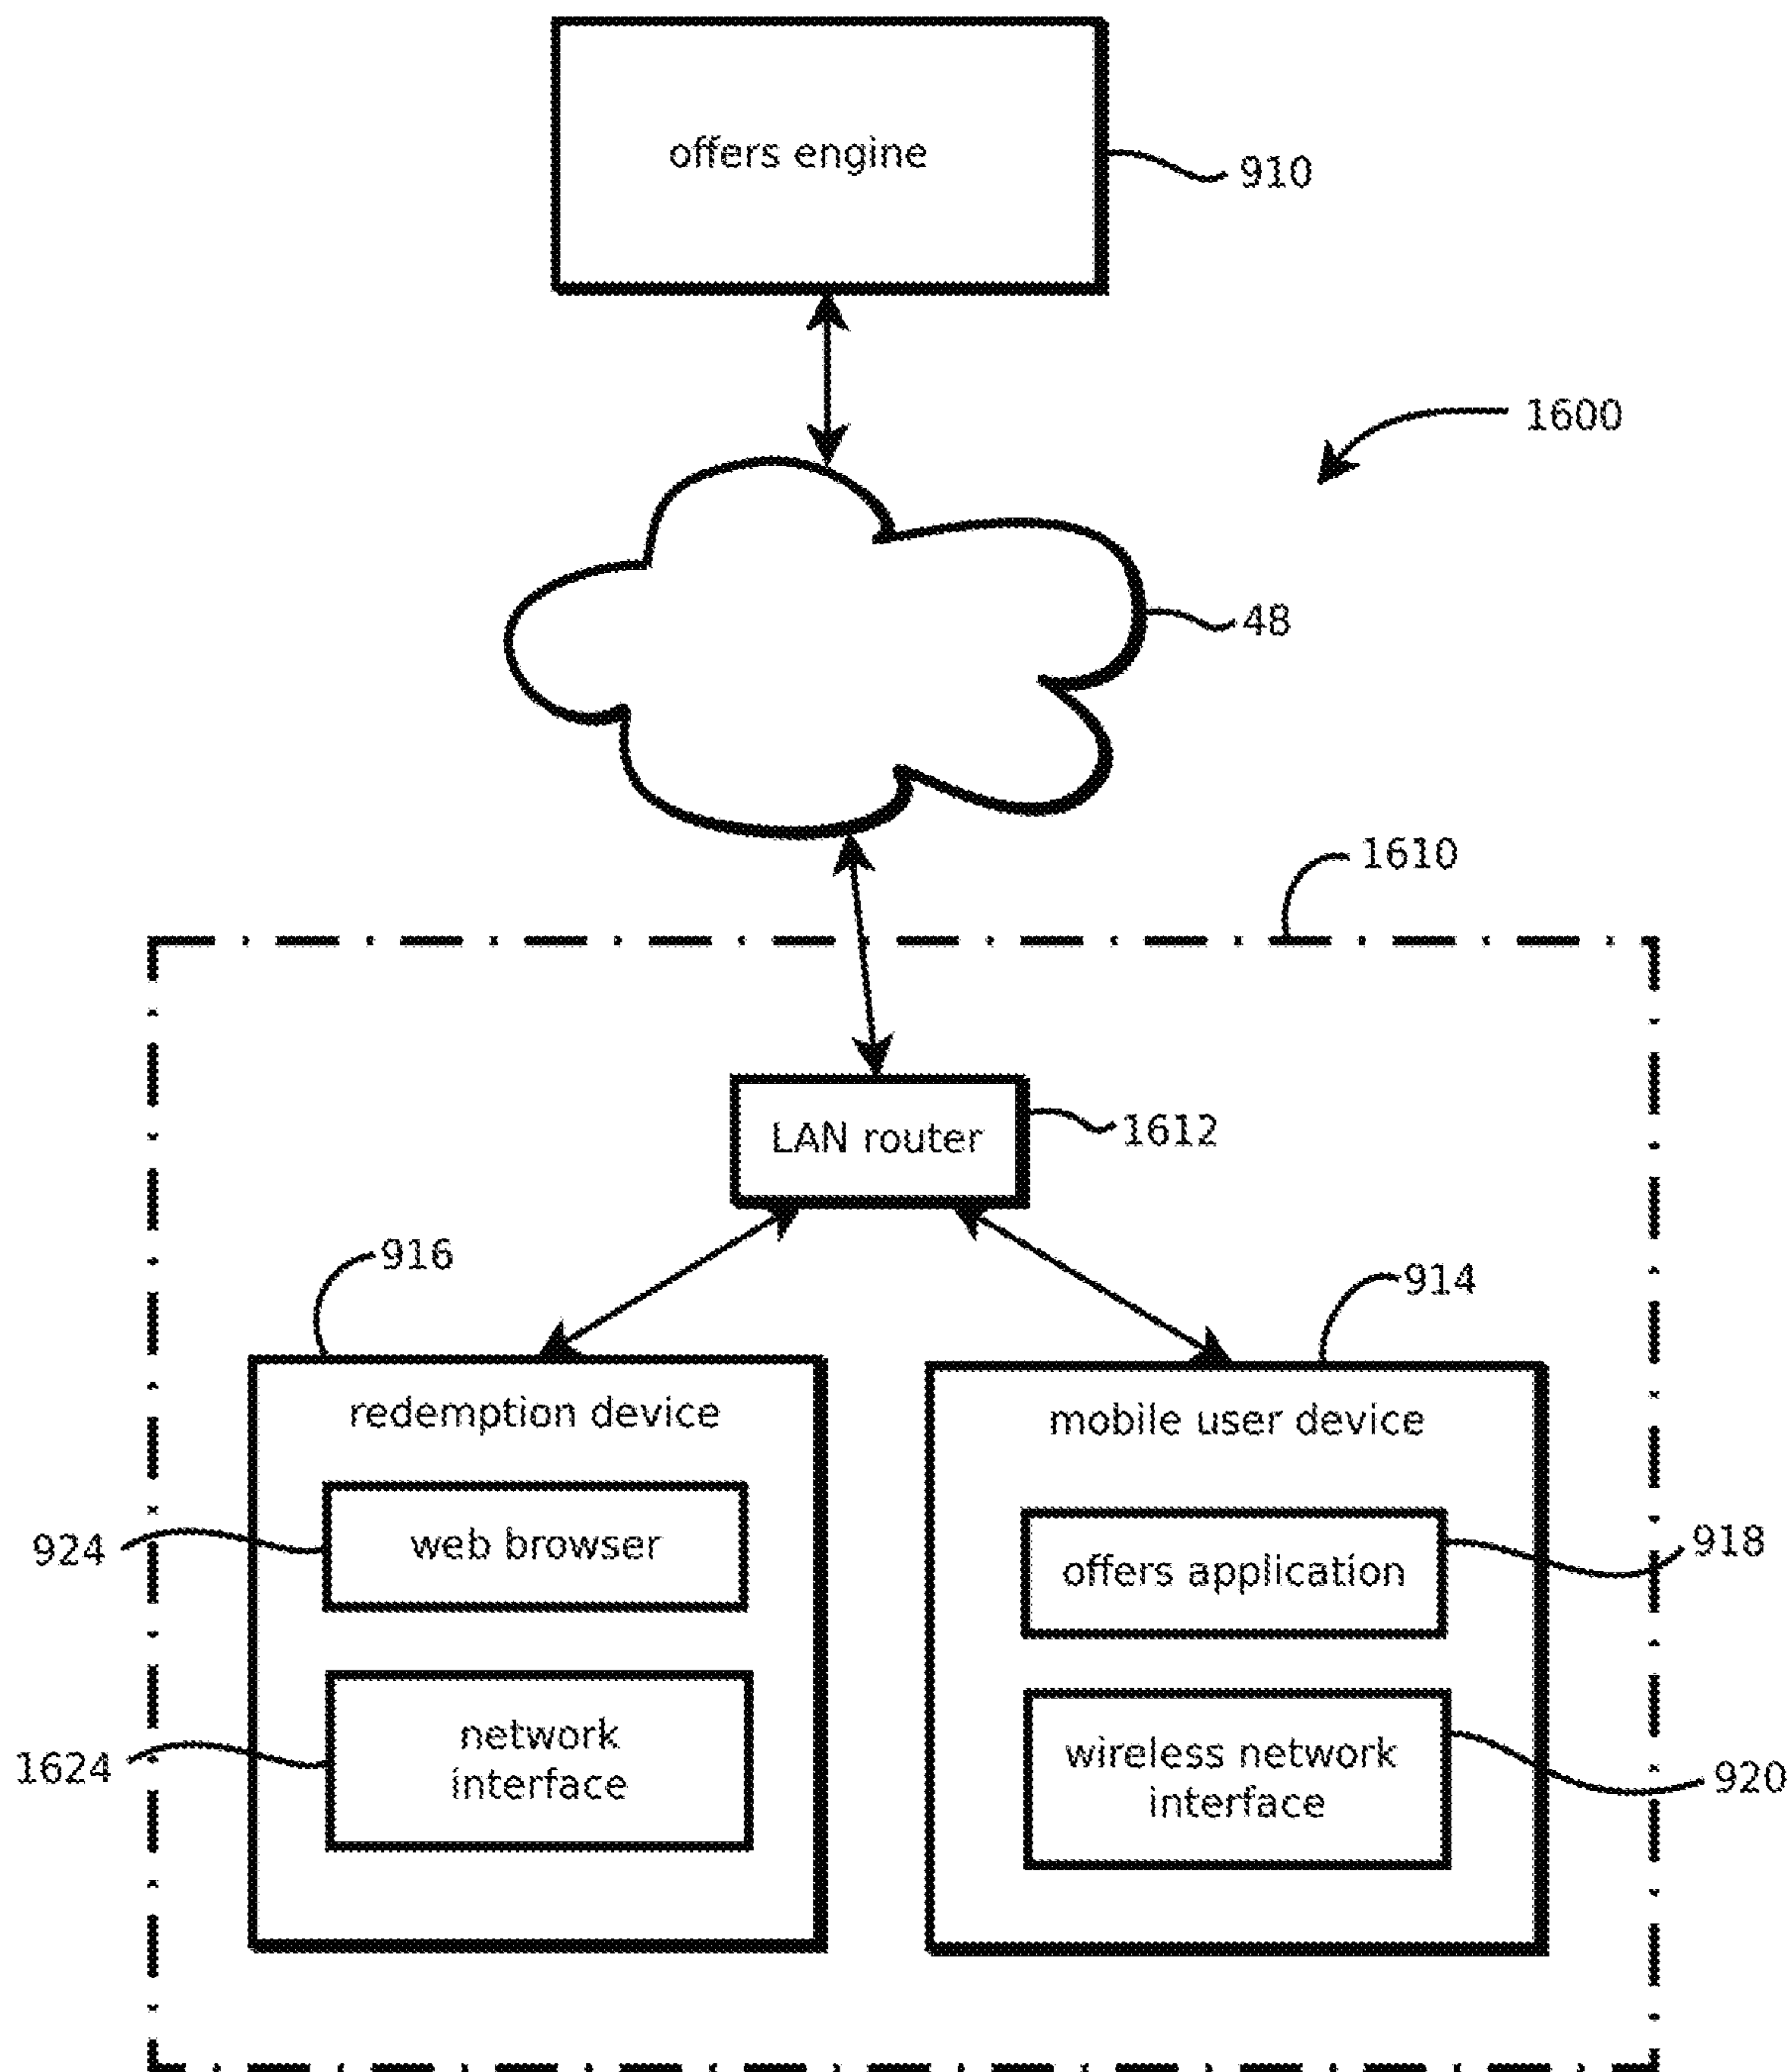 offers engine
910
1600
48
1610
LAN router
1612
916
914
redemption device
mobile user device
924
web browser
offers application
918
network
interface
1624
wireless network
interface
920